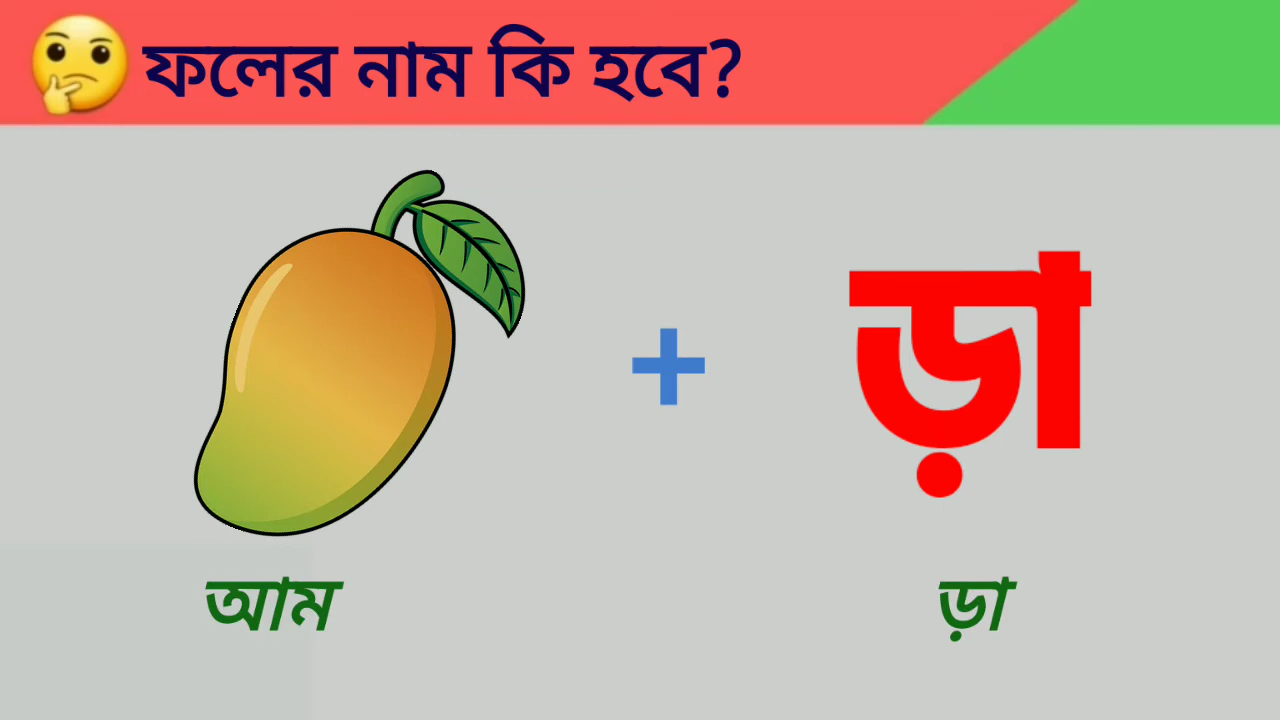 🤔 ফলের নাম কি হবে?
+ ড়া
আম ড়া